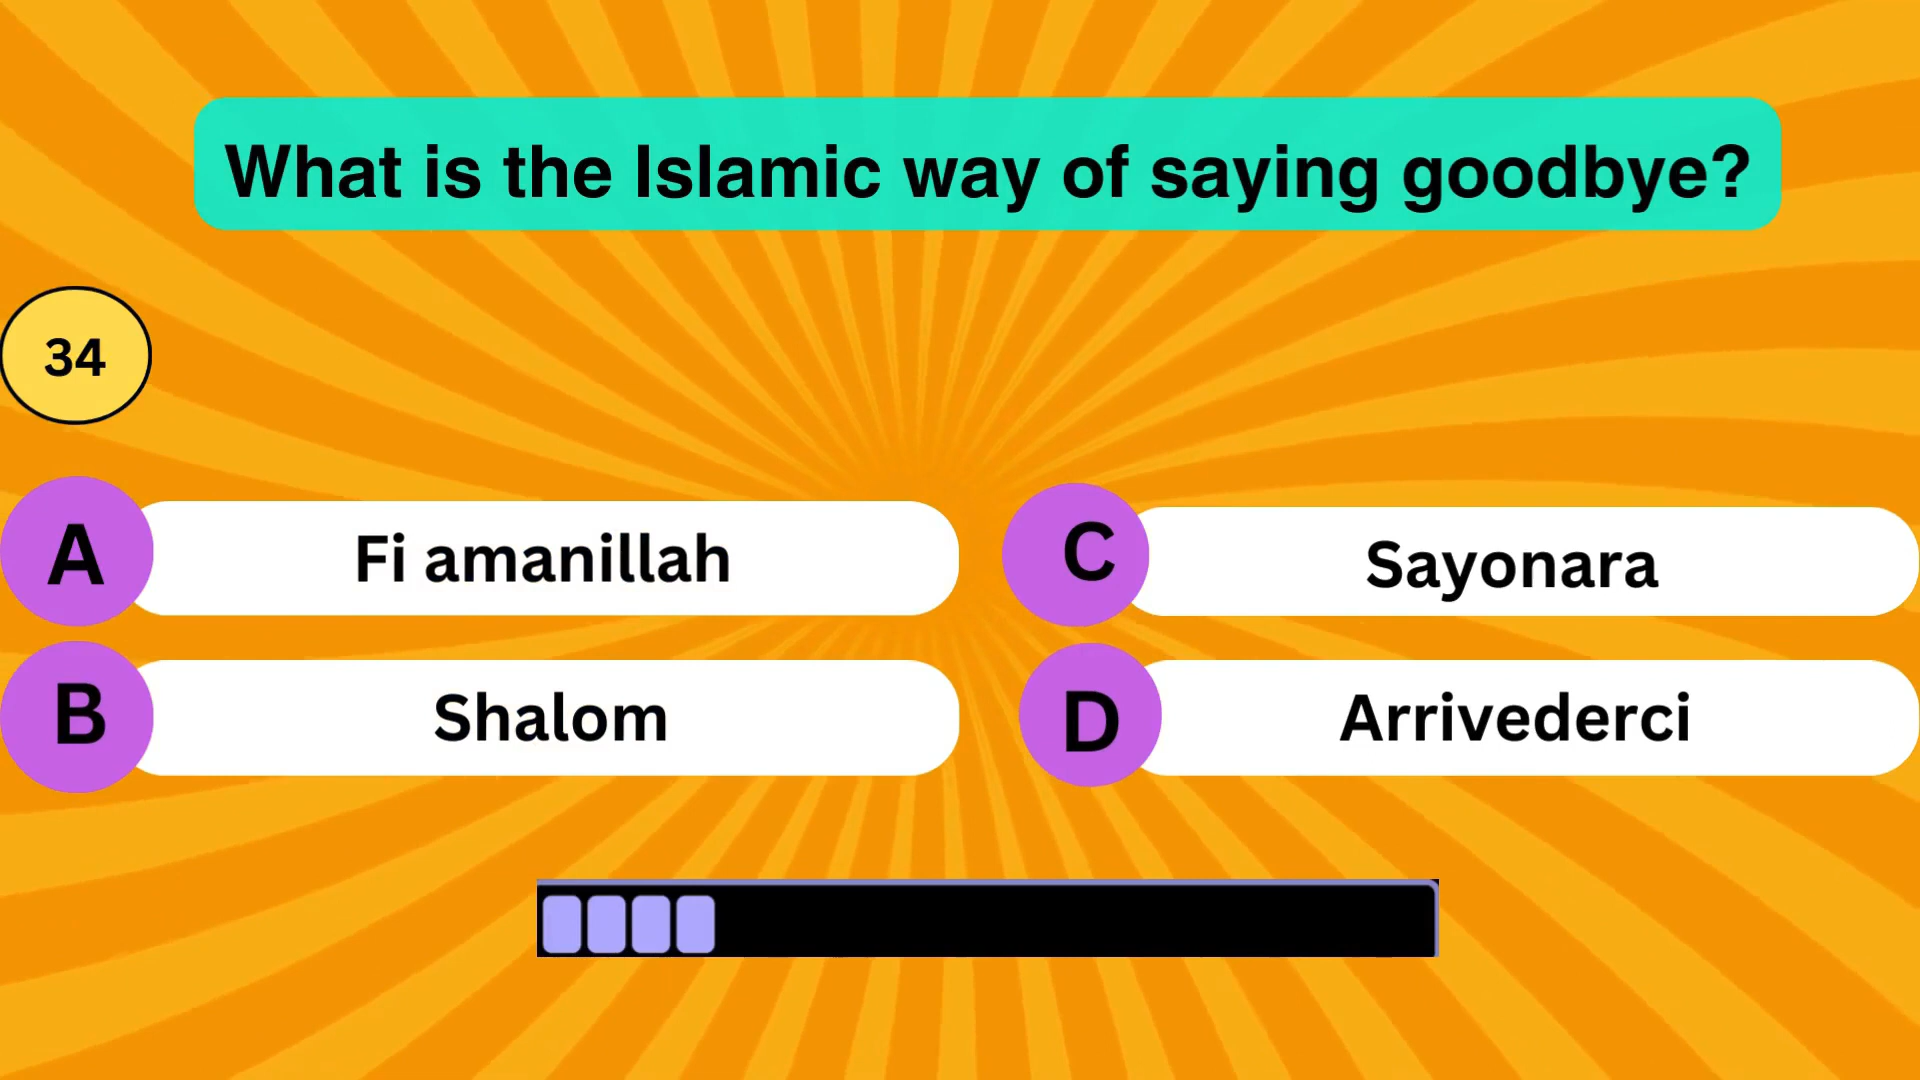 What is the Islamic way of saying goodbye?
34
A
Fi amanillah
B
Shalom
C
Sayonara
D
Arrivederci